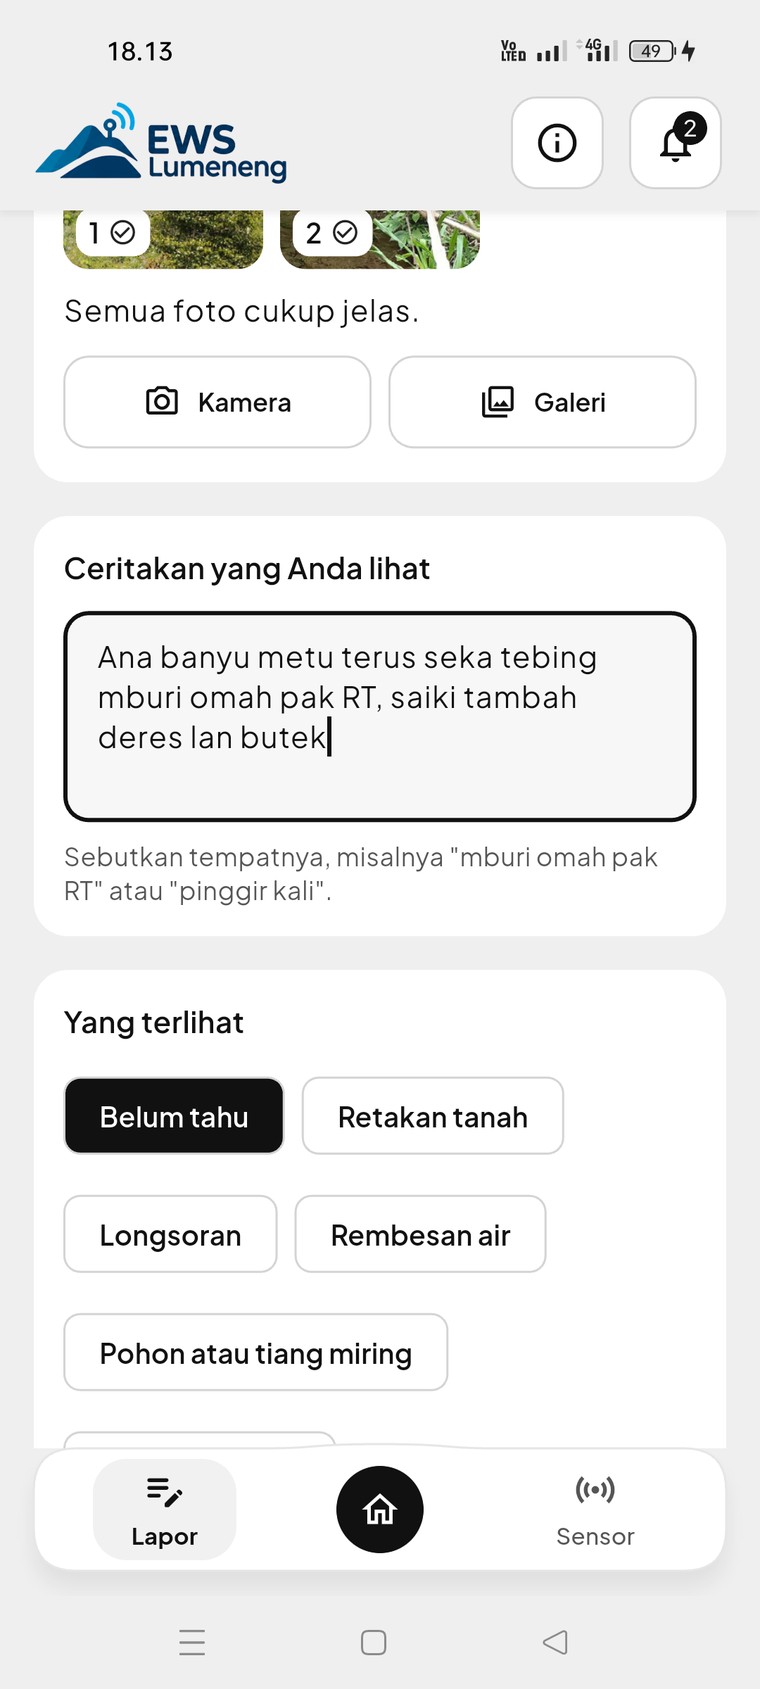 18.13
Vo LTE D 4G 49
EWS
Lumeneng
2
1
2
Semua foto cukup jelas.
Kamera
Galeri
Ceritakan yang Anda lihat
Ana banyu metu terus seka tebing
mburi omah pak RT, saiki tambah
deres lan butek
Sebutkan tempatnya, misalnya "mburi omah pak
RT" atau "pinggir kali".
Yang terlihat
Belum tahu
Retakan tanah
Longsoran
Rembesan air
Pohon atau tiang miring
Lapor
Sensor